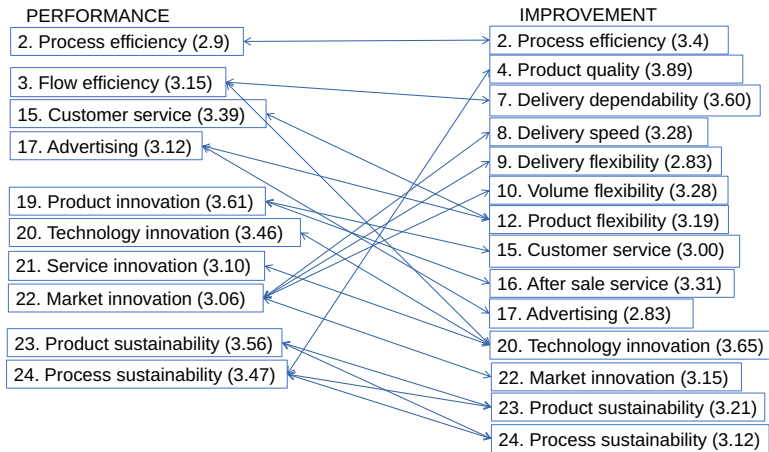 PERFORMANCE
2. Process efficiency (2.9)
3. Flow efficiency (3.15)
15. Customer service (3.39)
17. Advertising (3.12)
19. Product innovation (3.61)
20. Technology innovation (3.46)
21. Service innovation (3.10)
22. Market innovation (3.06)
23. Product sustainability (3.56)
24. Process sustainability (3.47)
IMPROVEMENT
2. Process efficiency (3.4)
4. Product quality (3.89)
7. Delivery dependability (3.60)
8. Delivery speed (3.28)
9. Delivery flexibility (2.83)
10. Volume flexibility (3.28)
12. Product flexibility (3.19)
15. Customer service (3.00)
16. After sale service (3.31)
17. Advertising (2.83)
20. Technology innovation (3.65)
22. Market innovation (3.15)
23. Product sustainability (3.21)
24. Process sustainability (3.12)